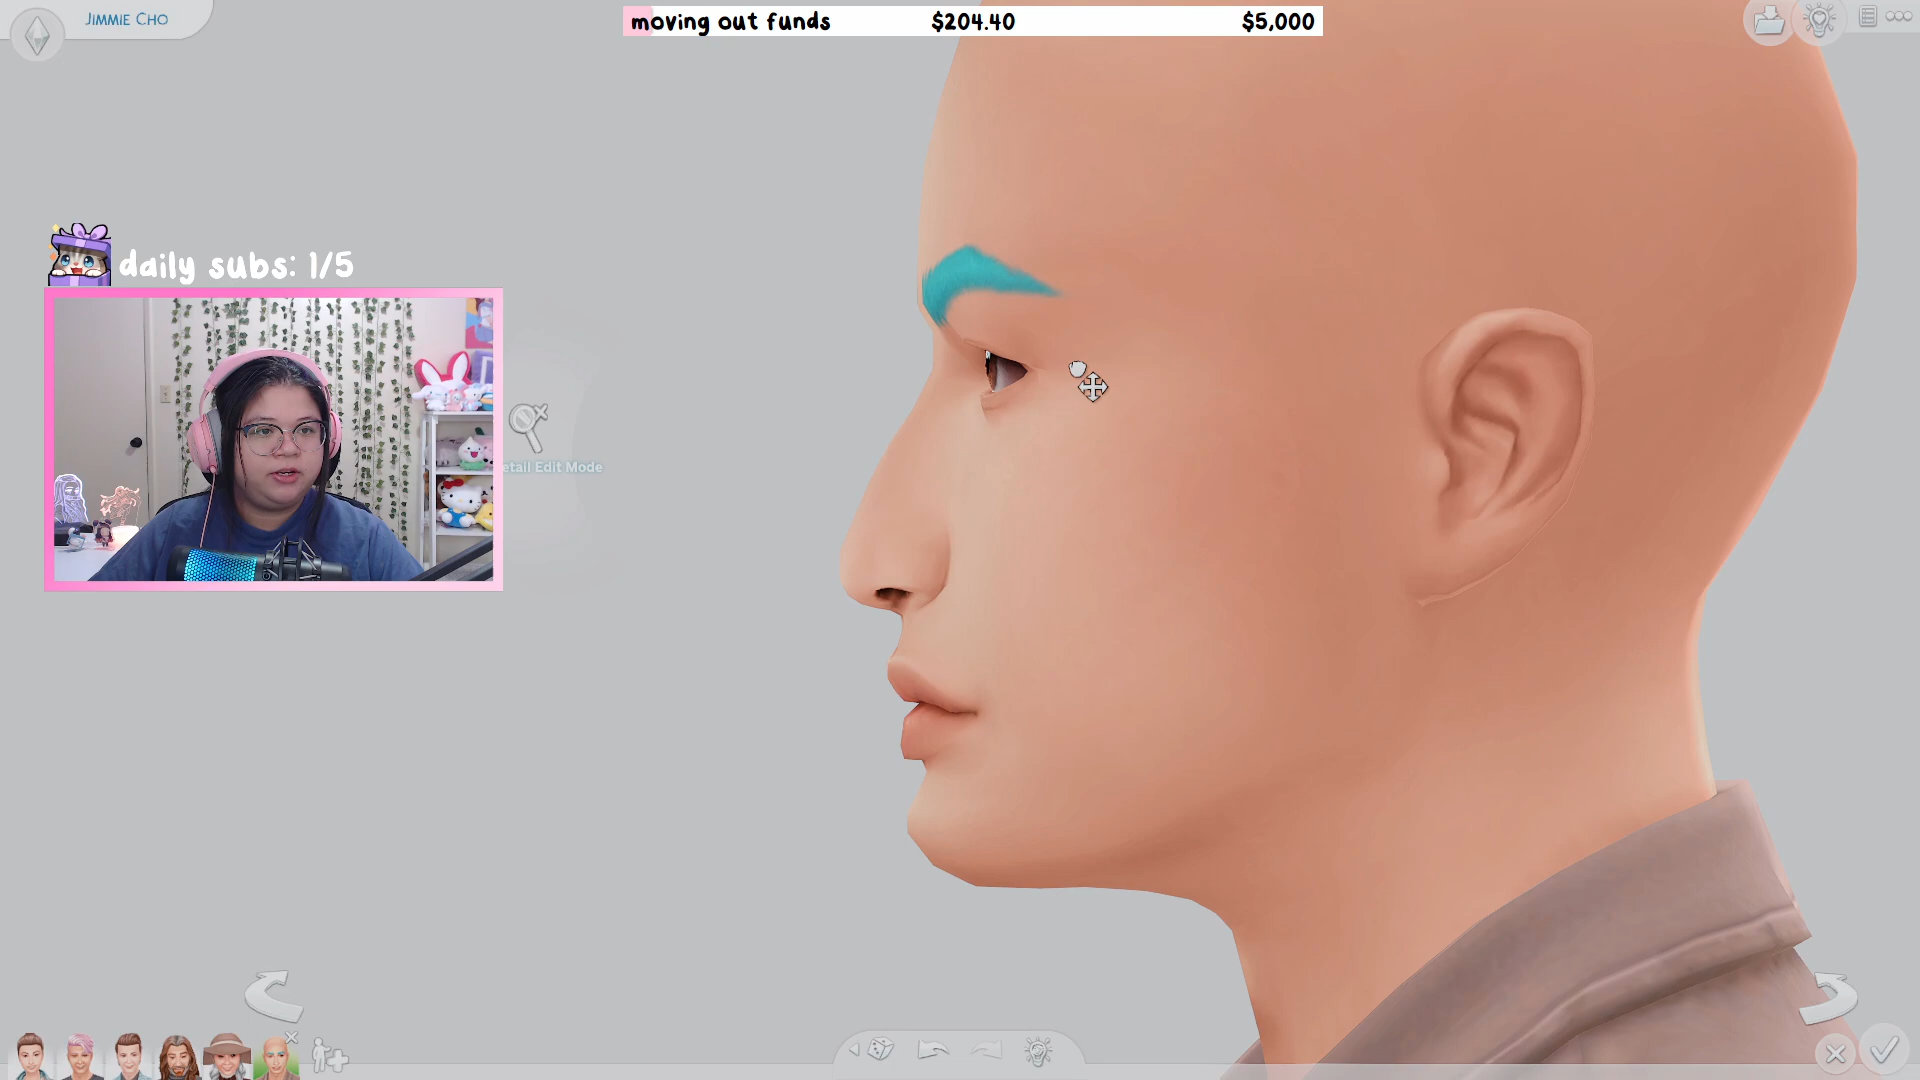 Jimmie Cho
moving out funds $204.40 $5,000
daily subs: 1/5
etail Edit Mode